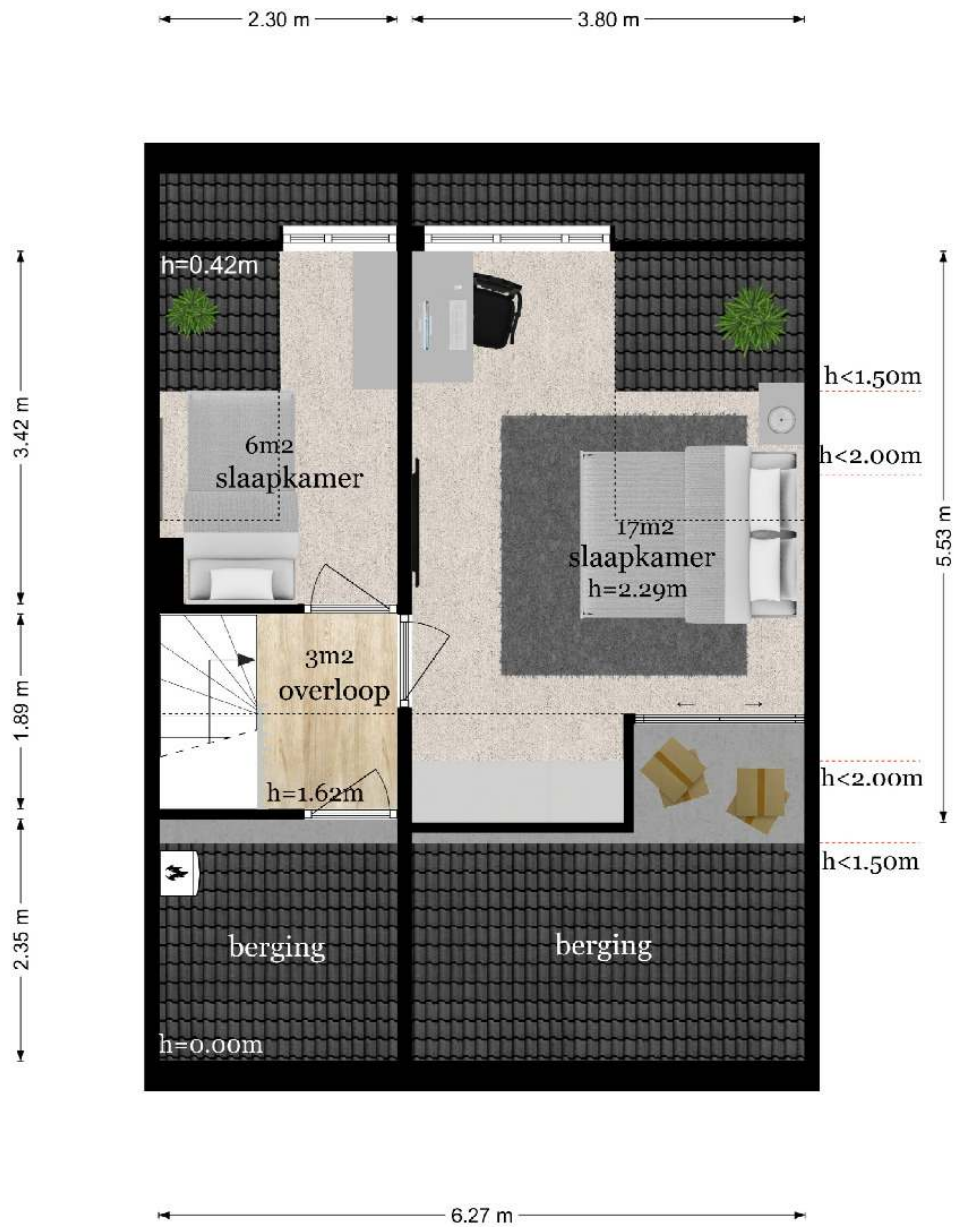 2.30 m
3.80 m
h=0.42m
h<1.50m
3.42 m
6m2
slaapkamer
h<2.00m
17m2
slaapkamer
h=2.29m
5.53 m
3m2
overloop
1.89 m
h=1.62m
h<2.00m
h<1.50m
2.35 m
berging
berging
h=0.00m
6.27 m